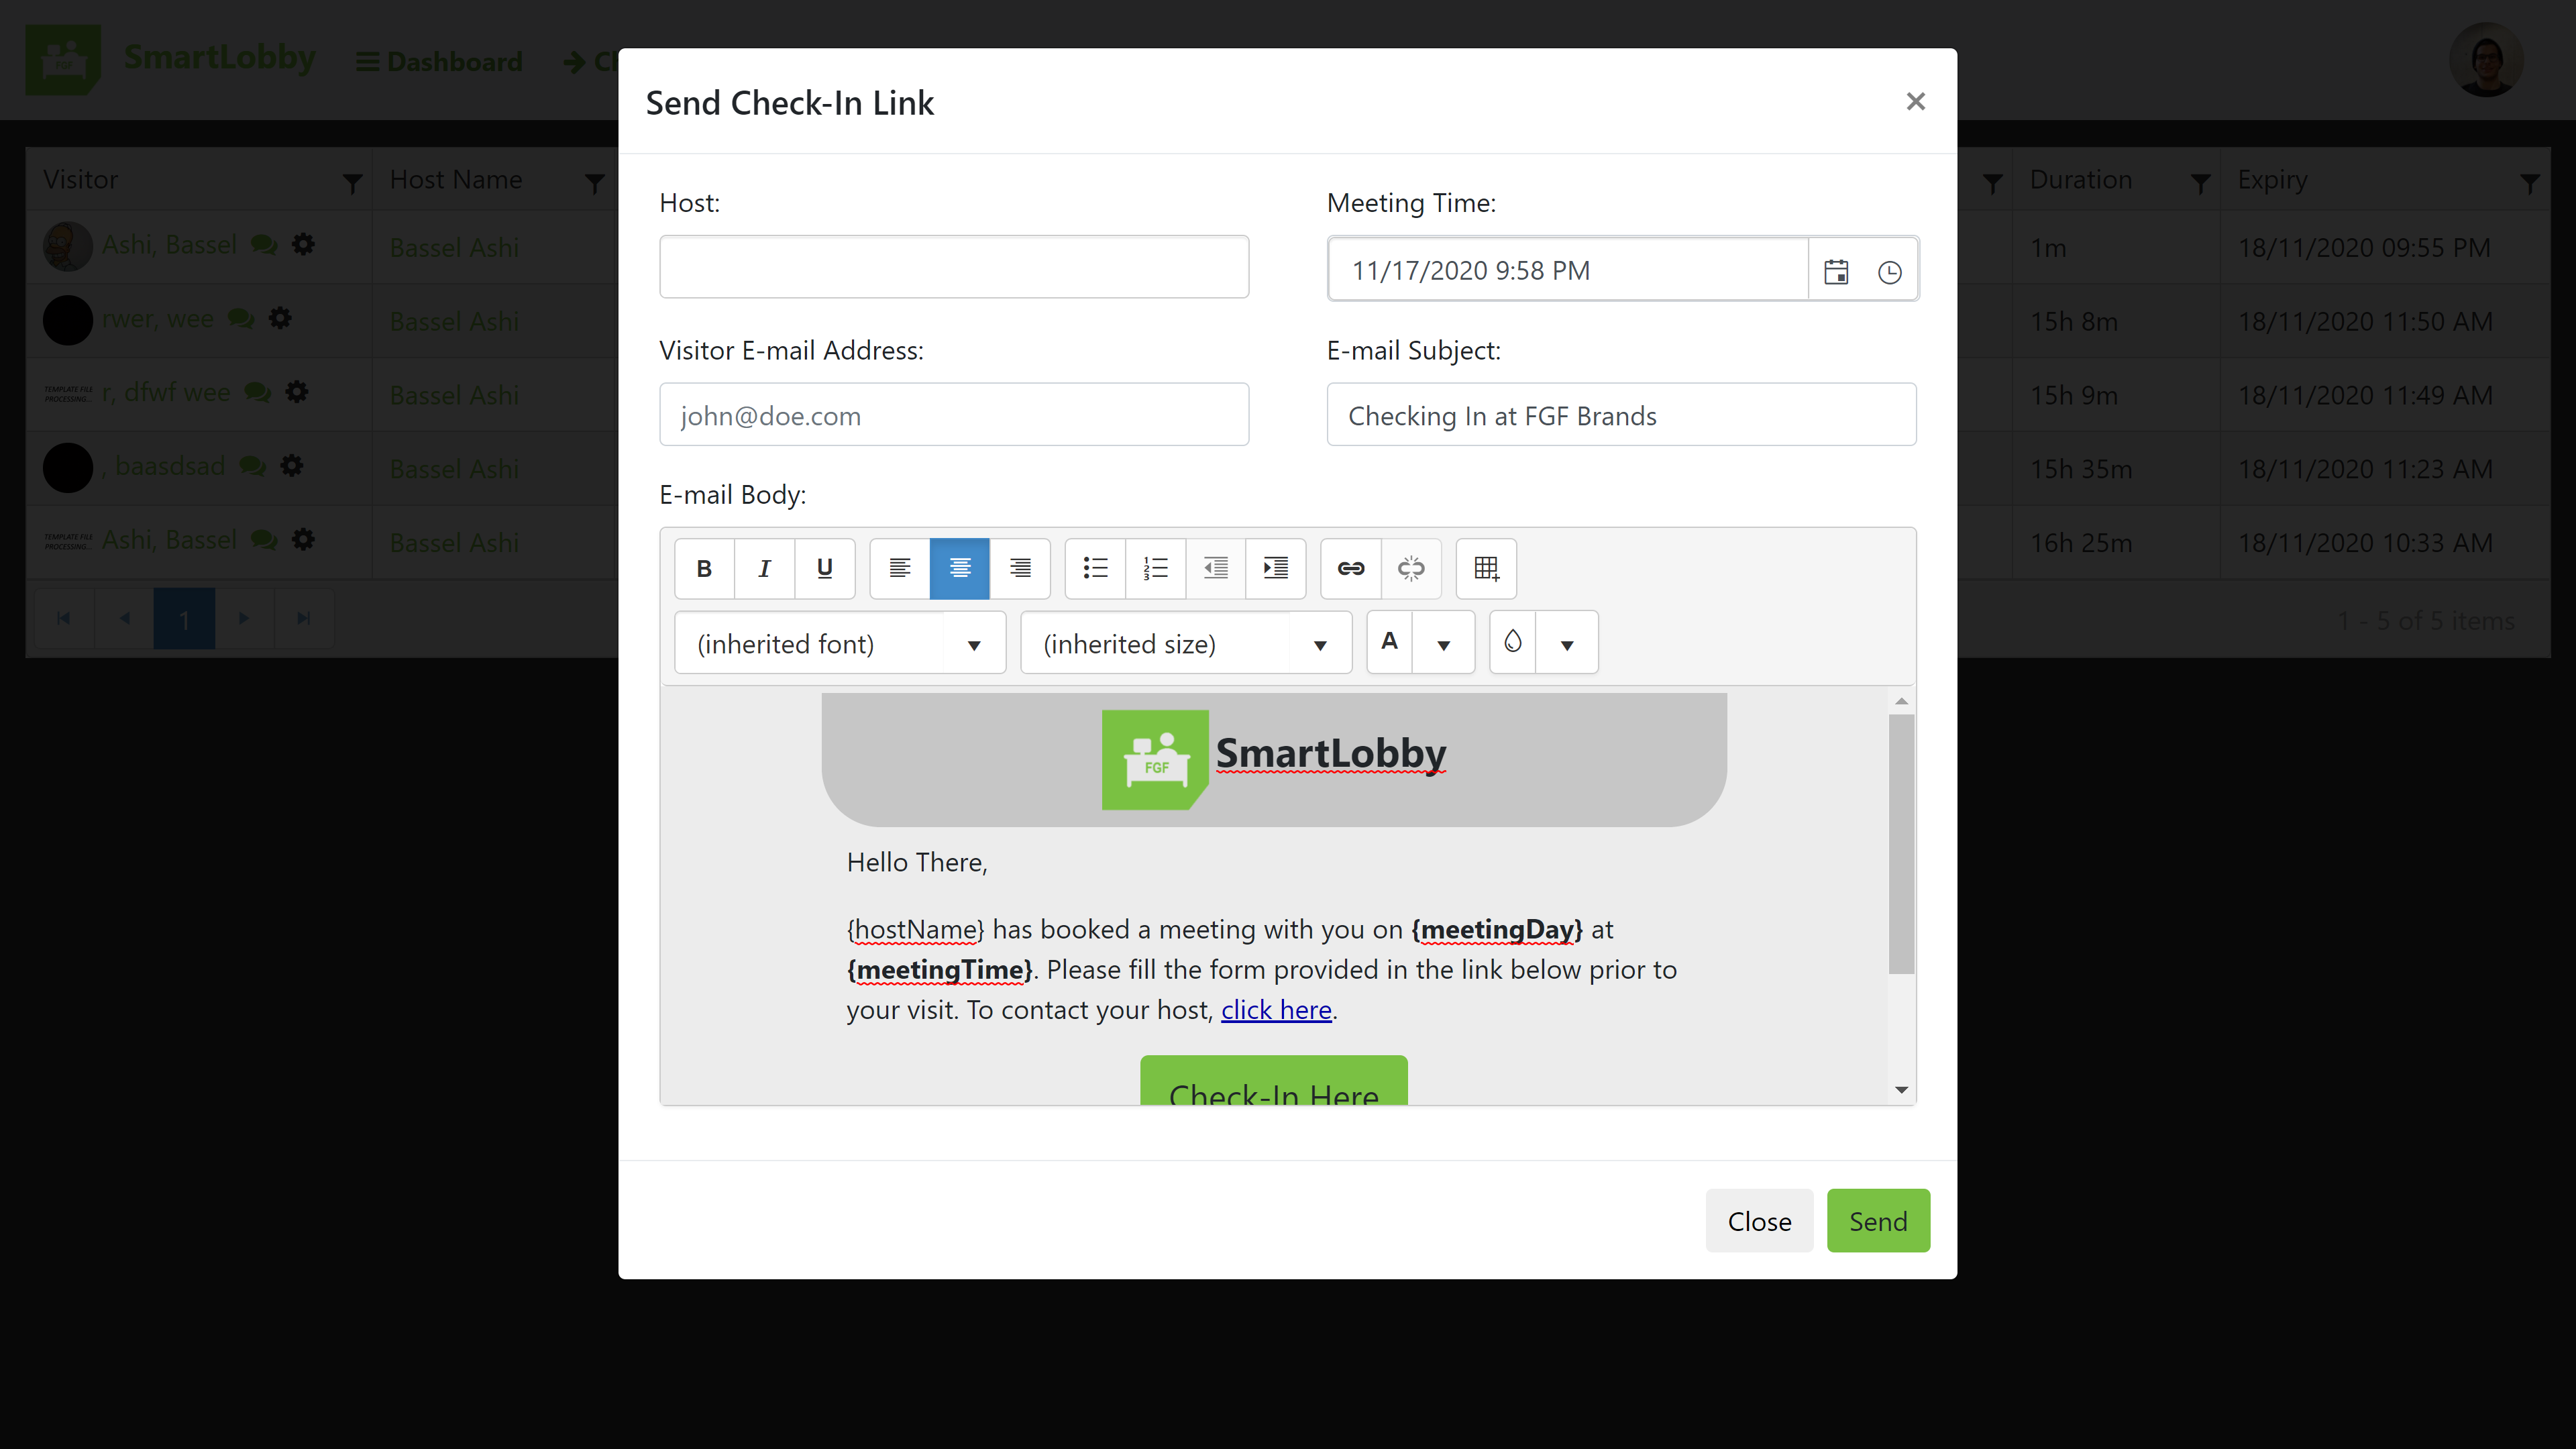 FGF
SmartLobby
Dashboard
Send Check-In Link
Visitor
Host Name
Duration
Expiry
Ashi, Bassel
Bassel Ashi
1m
18/11/2020 09:55 PM
rwer, wee
Bassel Ashi
15h 8m
18/11/2020 11:50 AM
TEMPLATE FILE
PROCESSING...
r, dfwf wee
Bassel Ashi
15h 9m
18/11/2020 11:49 AM
, baasdsad
Bassel Ashi
15h 35m
18/11/2020 11:23 AM
TEMPLATE FILE
PROCESSING...
Ashi, Bassel
Bassel Ashi
16h 25m
18/11/2020 10:33 AM
1
1 - 5 of 5 items
Host:
Meeting Time:
11/17/2020 9:58 PM
Visitor E-mail Address:
E-mail Subject:
john@doe.com
Checking In at FGF Brands
E-mail Body:
B I U
(inherited font)
(inherited size)
A
FGF
SmartLobby
Hello There,
{hostName} has booked a meeting with you on {meetingDay} at
{meetingTime}. Please fill the form provided in the link below prior to
your visit. To contact your host, click here.
Check-In Here
Close
Send